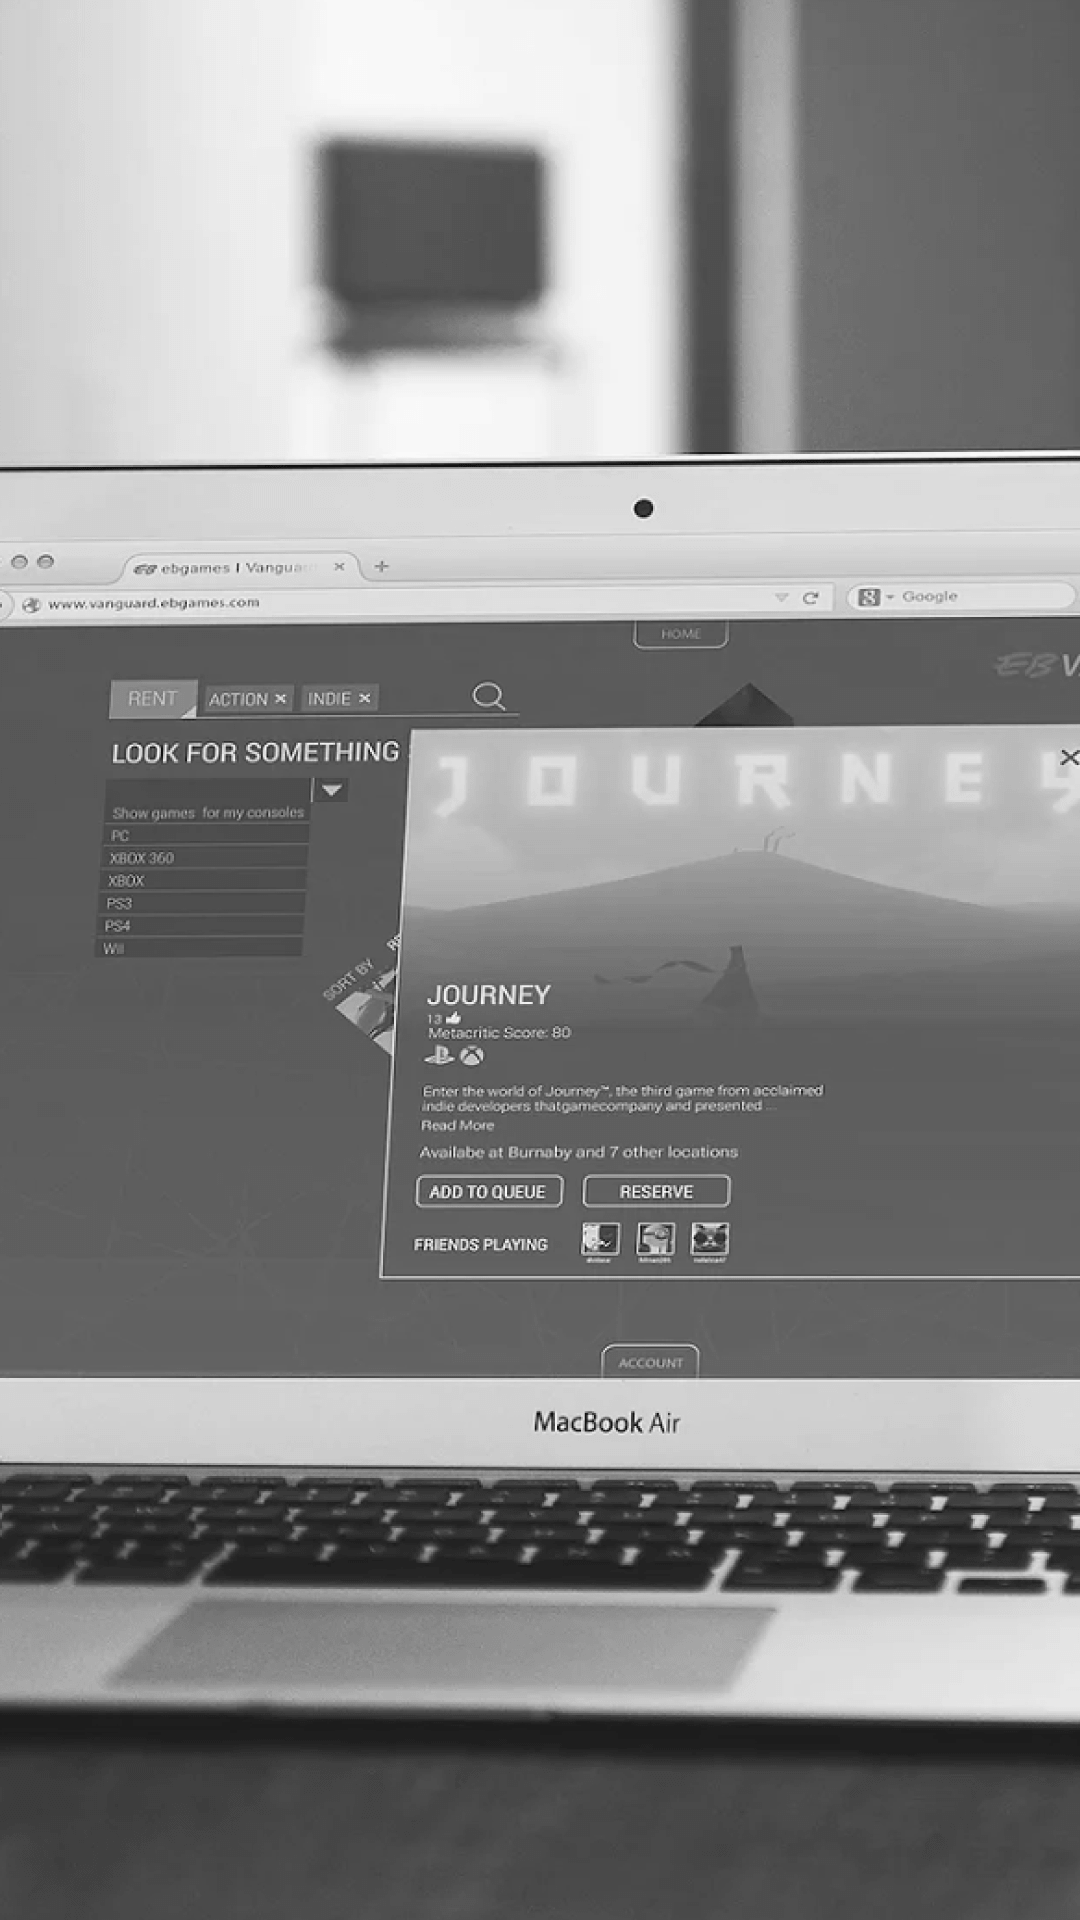 EB ebgames | Vangua
www.vanguard.ebgames.com
Google
HOME
EB V
RENT
ACTION ×
INDIE ×
LOOK FOR SOMETHING
Show games for my consoles
PC
XBOX 360
XBOX
PS3
PS4
WII
SORT BY
JOURNEY
JOURNEY
13
Metacritic Score: 80
Enter the world of Journey™, the third game from acclaimed
indie developers thatgamecompany and presented ...
Read More
Availabe at Burnaby and 7 other locations
ADD TO QUEUE
RESERVE
FRIENDS PLAYING
ACCOUNT
MacBook Air